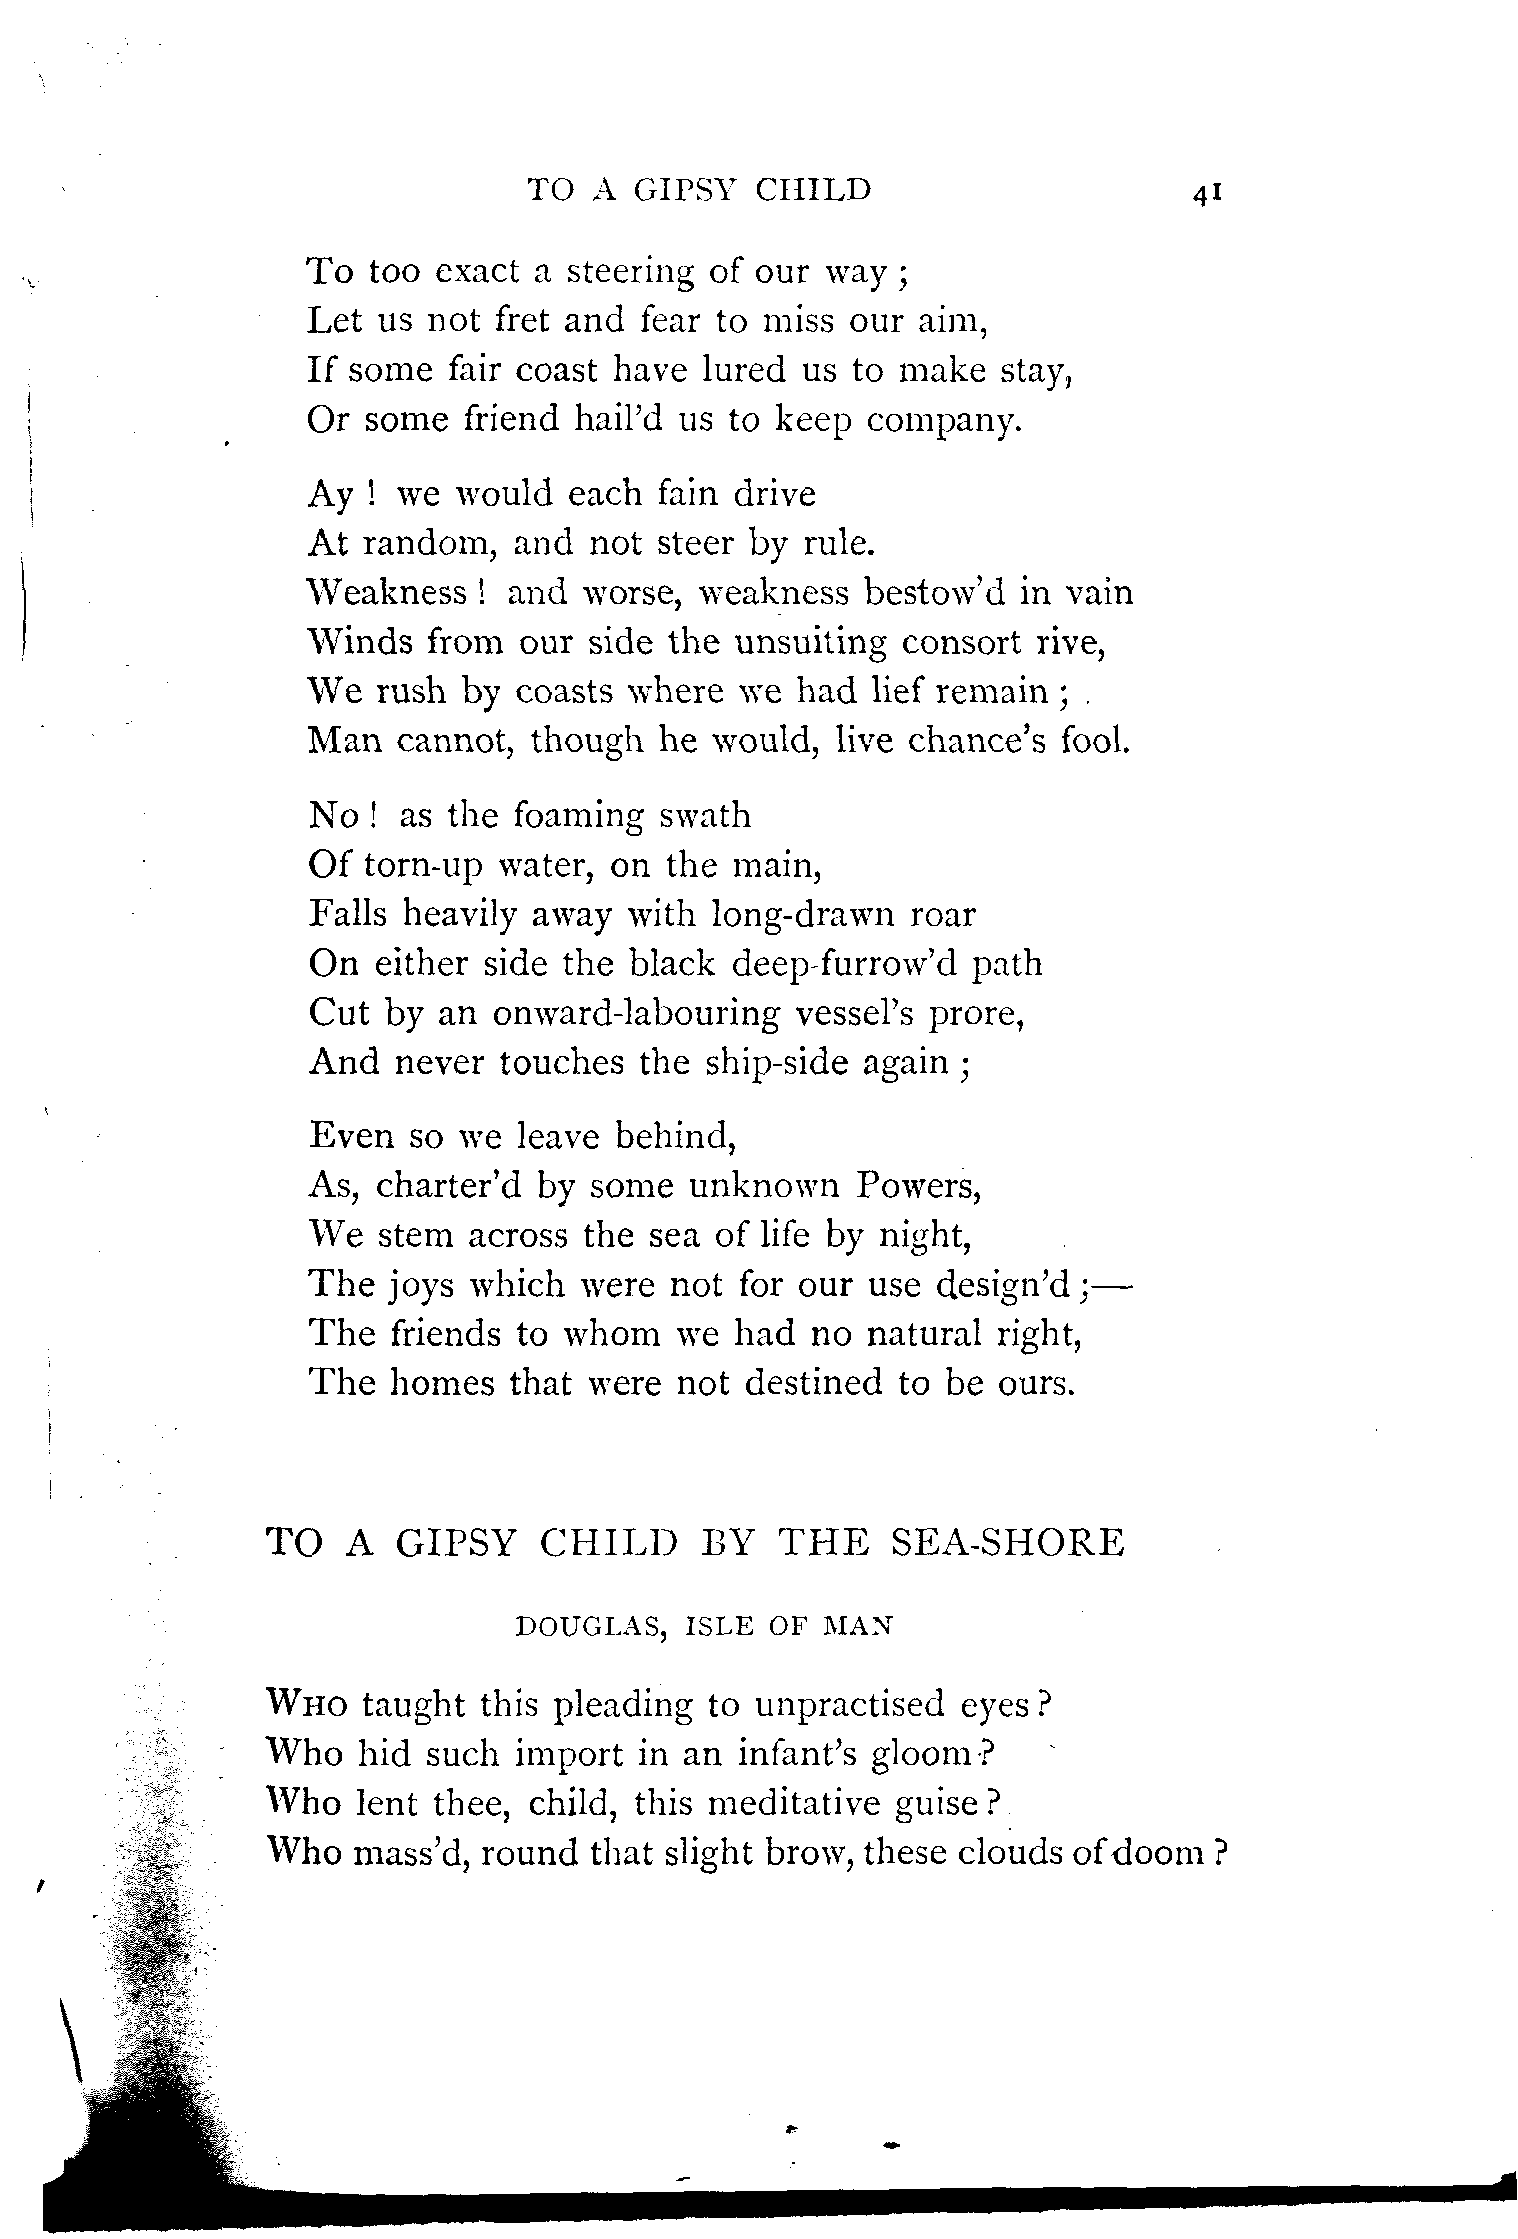 TO A GIPSY CHILD 41
To too exact a steering of our way ;
Let us not fret and fear to miss our aim,
If some fair coast have lured us to make stay,
Or some friend hail'd us to keep company.
Ay ! we would each fain drive
At random, and not steer by rule.
Weakness ! and worse, weakness bestow'd in vain
Winds from our side the unsuiting consort rive,
We rush by coasts where we had lief remain ;
Man cannot, though he would, live chance's fool.
No ! as the foaming swath
Of torn-up water, on the main,
Falls heavily away with long-drawn roar
On either side the black deep-furrow'd path
Cut by an onward-labouring vessel's prore,
And never touches the ship-side again ;
Even so we leave behind,
As, charter'd by some unknown Powers,
We stem across the sea of life by night,
The joys which were not for our use design'd ;—
The friends to whom we had no natural right,
The homes that were not destined to be ours.
TO A GIPSY CHILD BY THE SEA-SHORE
DOUGLAS, ISLE OF MAN
WHO taught this pleading to unpractised eyes ?
Who hid such import in an infant's gloom ?
Who lent thee, child, this meditative guise ?
Who mass'd, round that slight brow, these clouds of doom ?